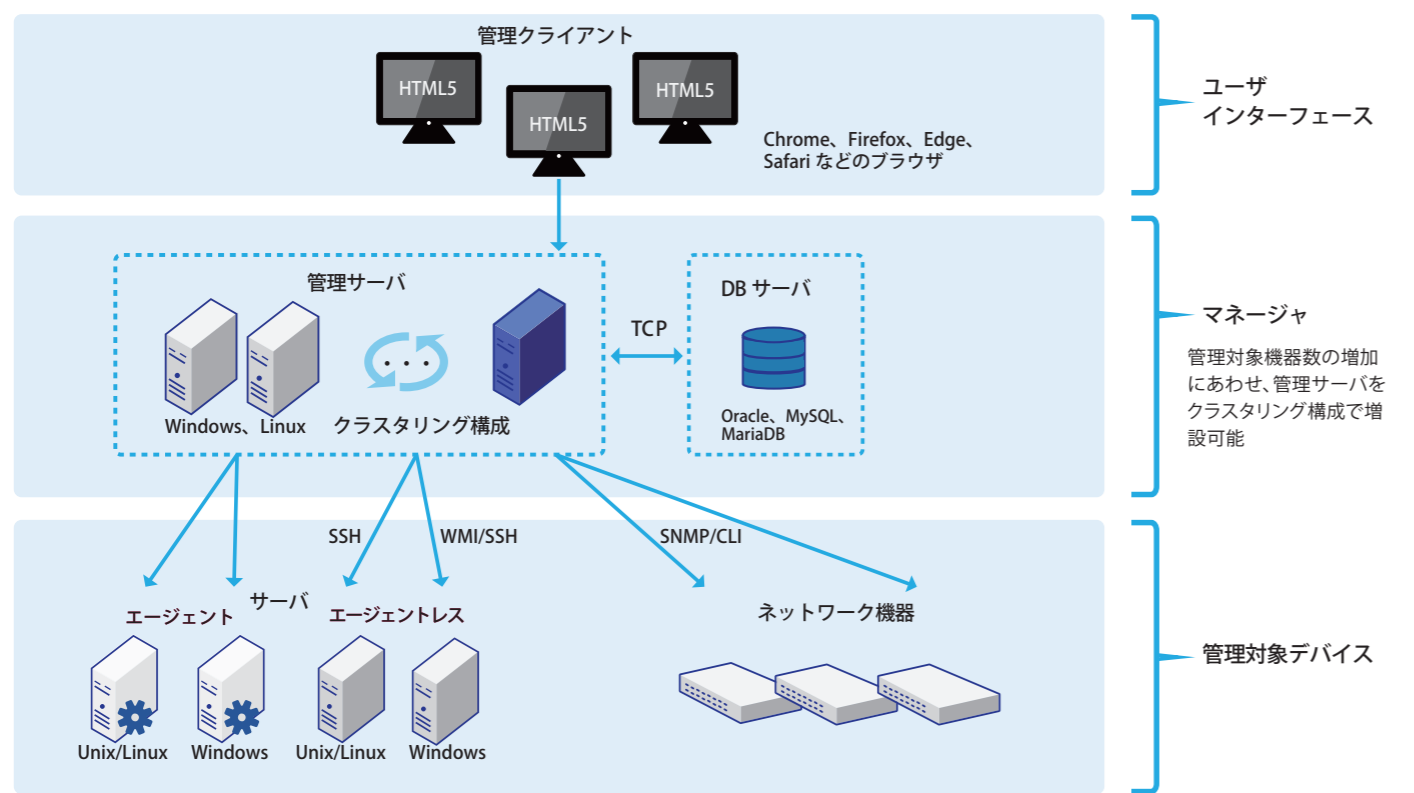 管理クライアント
HTML5
HTML5
HTML5
Chrome、Firefox、Edge、
Safari などのブラウザ
ユーザ
インターフェース
管理サーバ
Windows、Linux
クラスタリング構成
TCP
DB サーバ
Oracle、MySQL、
MariaDB
マネージャ
管理対象機器数の増加
にあわせ、管理サーバを
クラスタリング構成で増
設可能
SSH
WMI/SSH
SNMP/CLI
サーバ
エージェント
エージェントレス
ネットワーク機器
Unix/Linux
Windows
Unix/Linux
Windows
管理対象デバイス